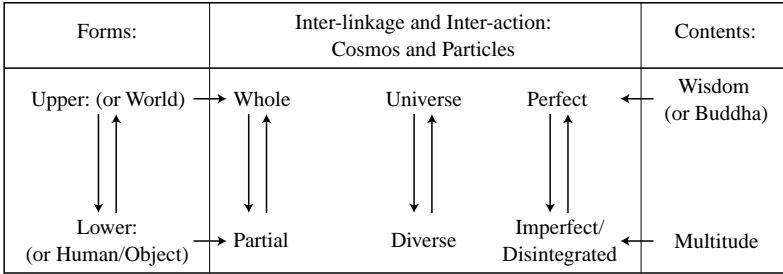 Forms:
Inter-linkage and Inter-action:
Cosmos and Particles
Contents:
Upper: (or World)
Whole
Universe
Perfect
Wisdom
(or Buddha)
Lower:
(or Human/Object)
Partial
Diverse
Imperfect/
Disintegrated
Multitude